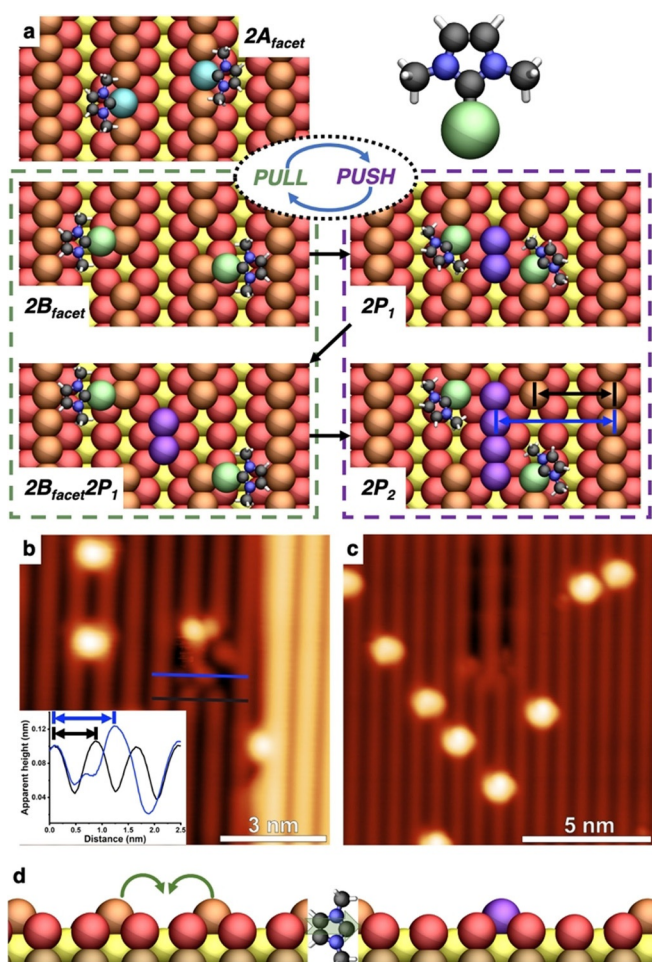 a
2A_facet
PULL PUSH
2B_facet
2P_1
2B_facet2P_1
2P_2
b
c
Apparent height (nm)
0.12
0.08
0.04
0.0 0.5 1.0 1.5 2.0 2.5
Distance (nm)
3 nm
5 nm
d